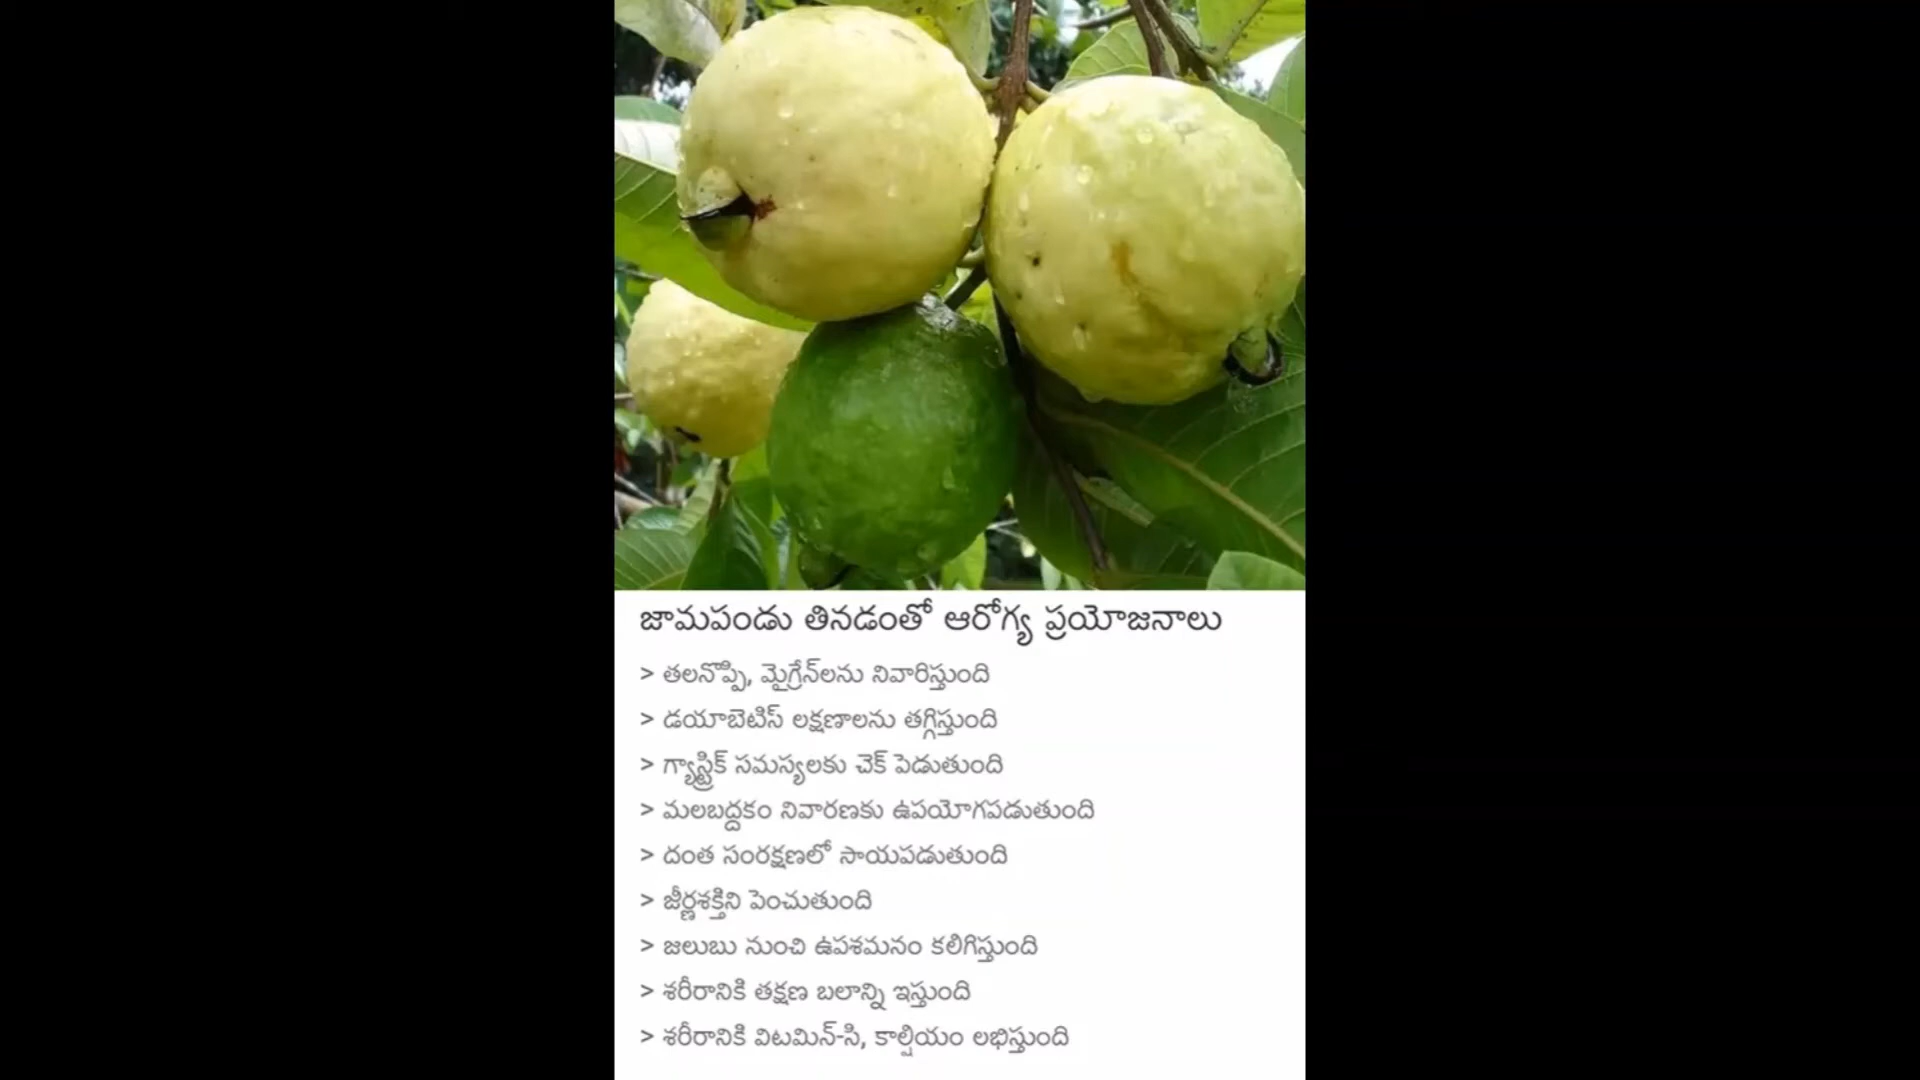 జామపండు తినడంతో ఆరోగ్య ప్రయోజనాలు
> తలనొప్పి, మైగ్రేన్‌లను నివారిస్తుంది
> డయాబెటిస్ లక్షణాలను తగ్గిస్తుంది
> గ్యాస్ట్రిక్ సమస్యలకు చెక్ పెడుతుంది
> మలబద్దకం నివారణకు ఉపయోగపడుతుంది
> దంత సంరక్షణలో సాయపడుతుంది
> జీర్ణశక్తిని పెంచుతుంది
> జలుబు నుంచి ఉపశమనం కలిగిస్తుంది
> శరీరానికి తక్షణ బలాన్ని ఇస్తుంది
> శరీరానికి విటమిన్-సి, కాల్షియం లభిస్తుంది